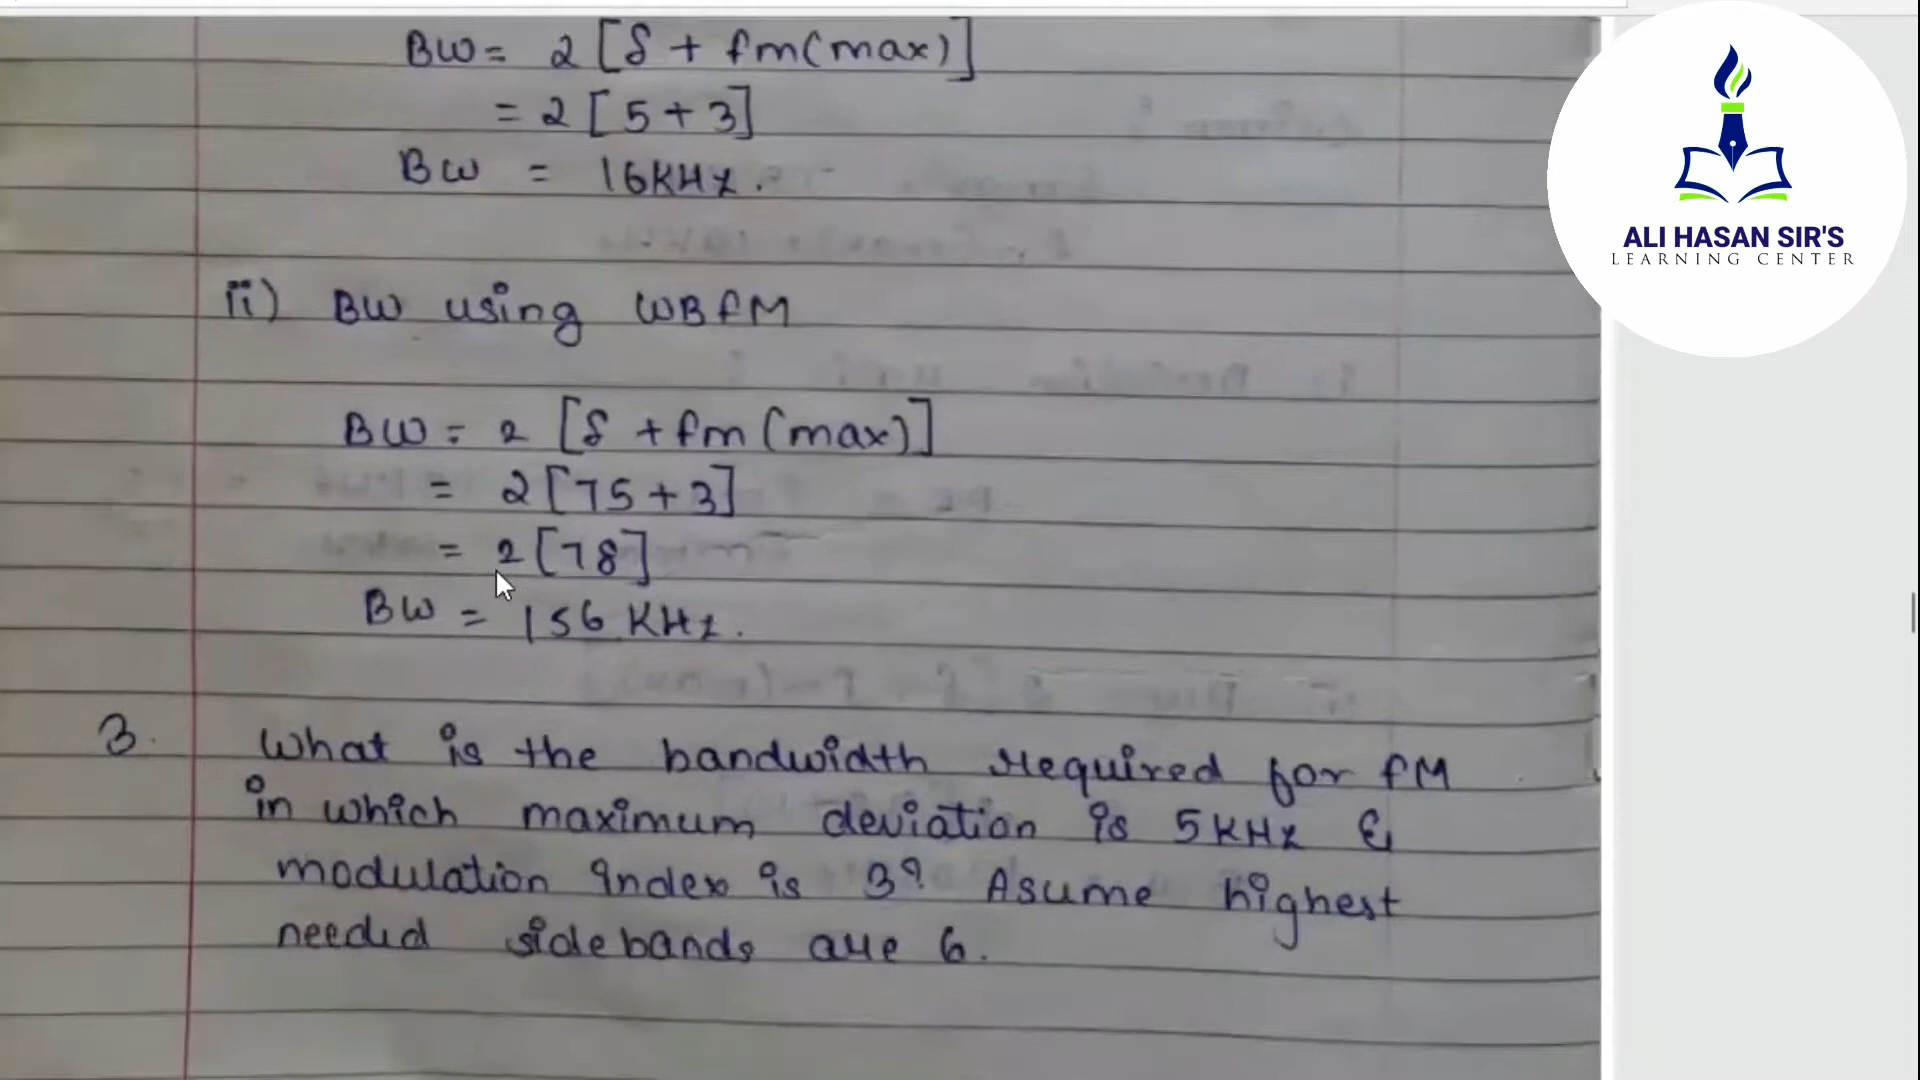 BW = 2 [δ + fm(max)]
= 2 [5 + 3]
BW = 16KHz.
ii) BW using WBFM
BW = 2 [δ + fm (max)]
= 2 [75 + 3]
= 2 [78]
BW = 156 KHz.
3. What is the bandwidth required for FM
in which maximum deviation is 5KHz &
modulation index is 3? Asume highest
needed sidebands are 6.
ALI HASAN SIR'S
LEARNING CENTER